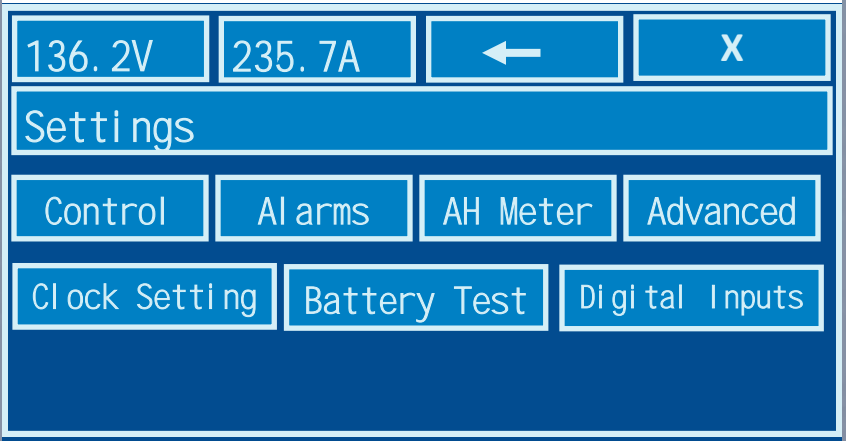 136.2V 235.7A ← X
Settings
Control Alarms AH Meter Advanced
Clock Setting Battery Test Digital Inputs